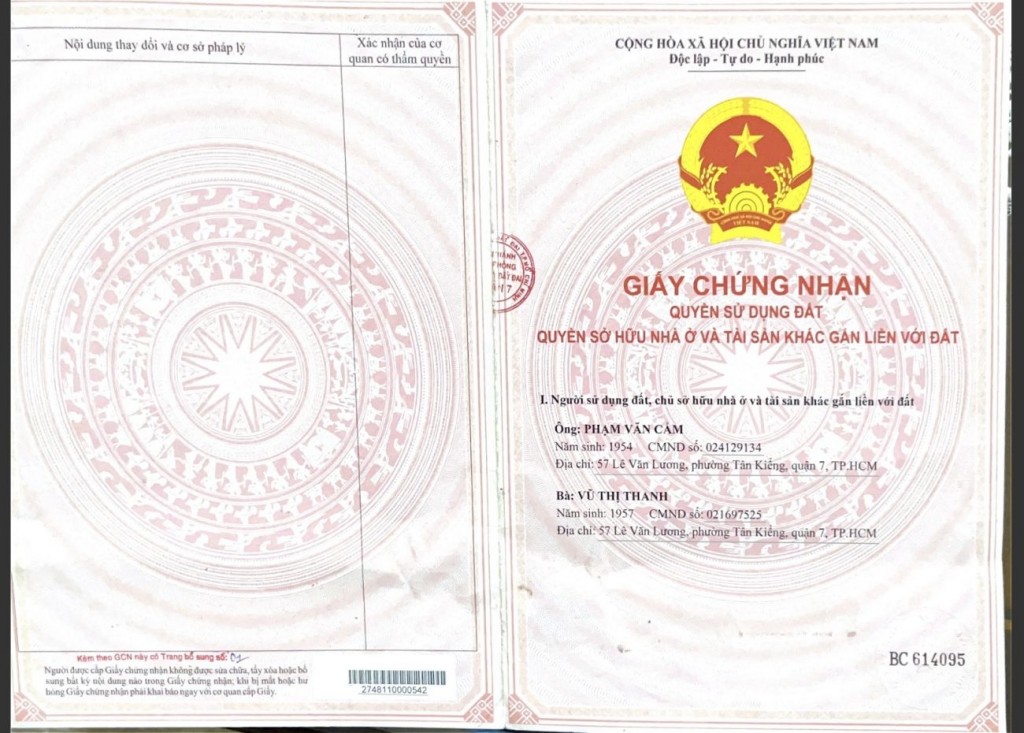 Nội dung thay đổi và cơ sở pháp lý
Xác nhận của cơ
quan có thẩm quyền
Kèm theo GCN này có Trang bổ sung số: 01
Người được cấp Giấy chứng nhận không được sửa chữa, tẩy xóa hoặc bổ
sung bất kỳ nội dung nào trong Giấy chứng nhận; khi bị mất hoặc hư
hỏng Giấy chứng nhận phải khai báo ngay với cơ quan cấp Giấy.
2748110000542
CỘNG HÒA XÃ HỘI CHỦ NGHĨA VIỆT NAM
Độc lập - Tự do - Hạnh phúc
VIỆT NAM
GIẤY CHỨNG NHẬN
QUYỀN SỬ DỤNG ĐẤT
QUYỀN SỞ HỮU NHÀ Ở VÀ TÀI SẢN KHÁC GẮN LIỀN VỚI ĐẤT
I. Người sử dụng đất, chủ sở hữu nhà ở và tài sản khác gắn liền với đất
Ông: PHẠM VĂN CẢM
Năm sinh: 1954 CMND số: 024129134
Địa chỉ: 57 Lê Văn Lương, phường Tân Kiểng, quận 7, TP.HCM
Bà: VŨ THỊ THANH
Năm sinh: 1957 CMND số: 021697525
Địa chỉ: 57 Lê Văn Lương, phường Tân Kiểng, quận 7, TP.HCM
BC 614095